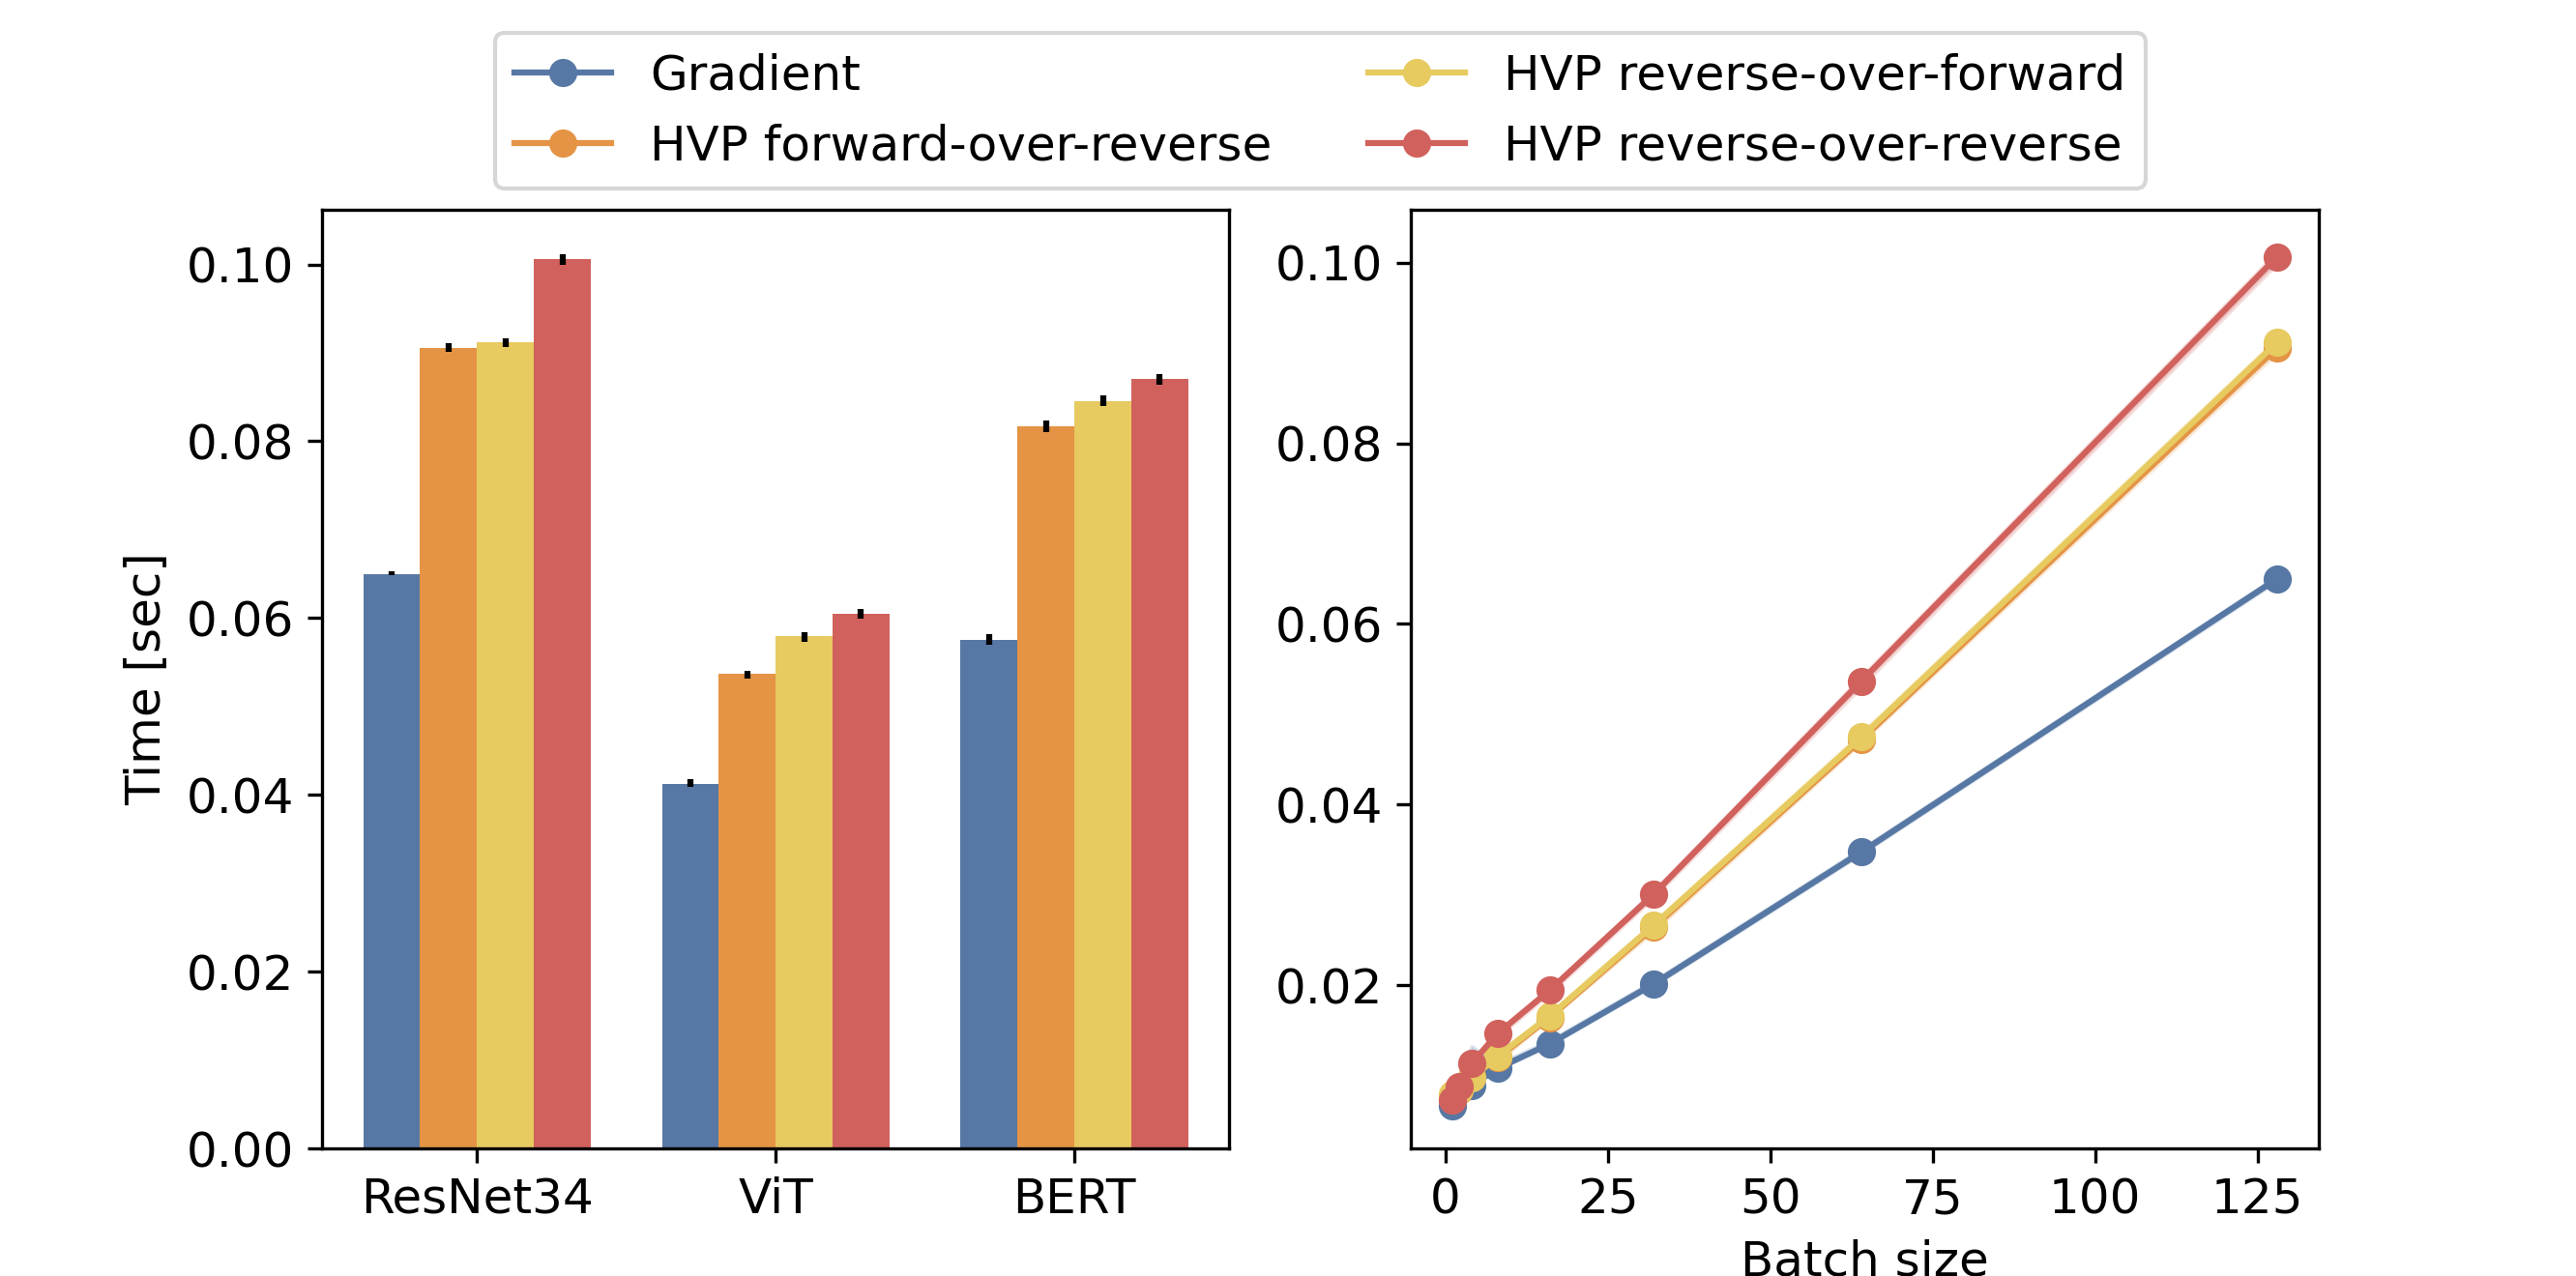 Gradient
HVP forward-over-reverse
HVP reverse-over-forward
HVP reverse-over-reverse
Time [sec]
0.10
0.08
0.06
0.04
0.02
0.00
ResNet34 ViT BERT
0.10
0.08
0.06
0.04
0.02
0 25 50 75 100 125
Batch size